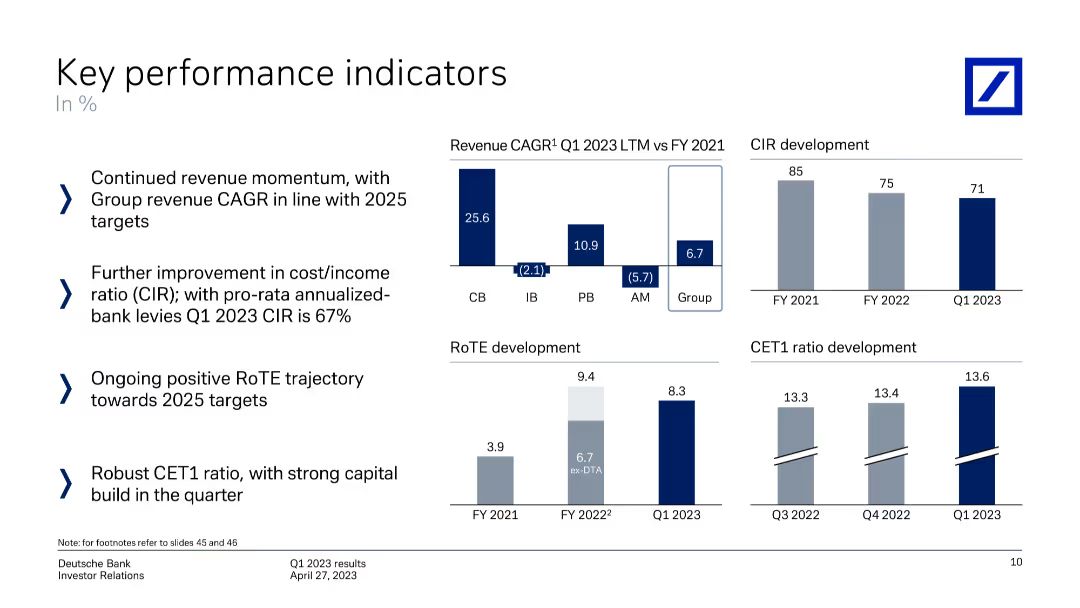 Key performance indicators
In %
Continued revenue momentum, with
Group revenue CAGR in line with 2025
targets
Further improvement in cost/income
ratio (CIR); with pro-rata annualized-
bank levies Q1 2023 CIR is 67%
Ongoing positive RoTE trajectory
towards 2025 targets
Robust CET1 ratio, with strong capital
build in the quarter
Revenue CAGR¹ Q1 2023 LTM vs FY 2021
25.6
(2.1)
10.9
(5.7)
6.7
CB
IB
PB
AM
Group
CIR development
85
75
71
FY 2021
FY 2022
Q1 2023
RoTE development
3.9
9.4
6.7
ex-DTA
8.3
FY 2021
FY 2022²
Q1 2023
CET1 ratio development
13.3
13.4
13.6
Q3 2022
Q4 2022
Q1 2023
Note: for footnotes refer to slides 45 and 46
Deutsche Bank
Investor Relations
Q1 2023 results
April 27, 2023
10